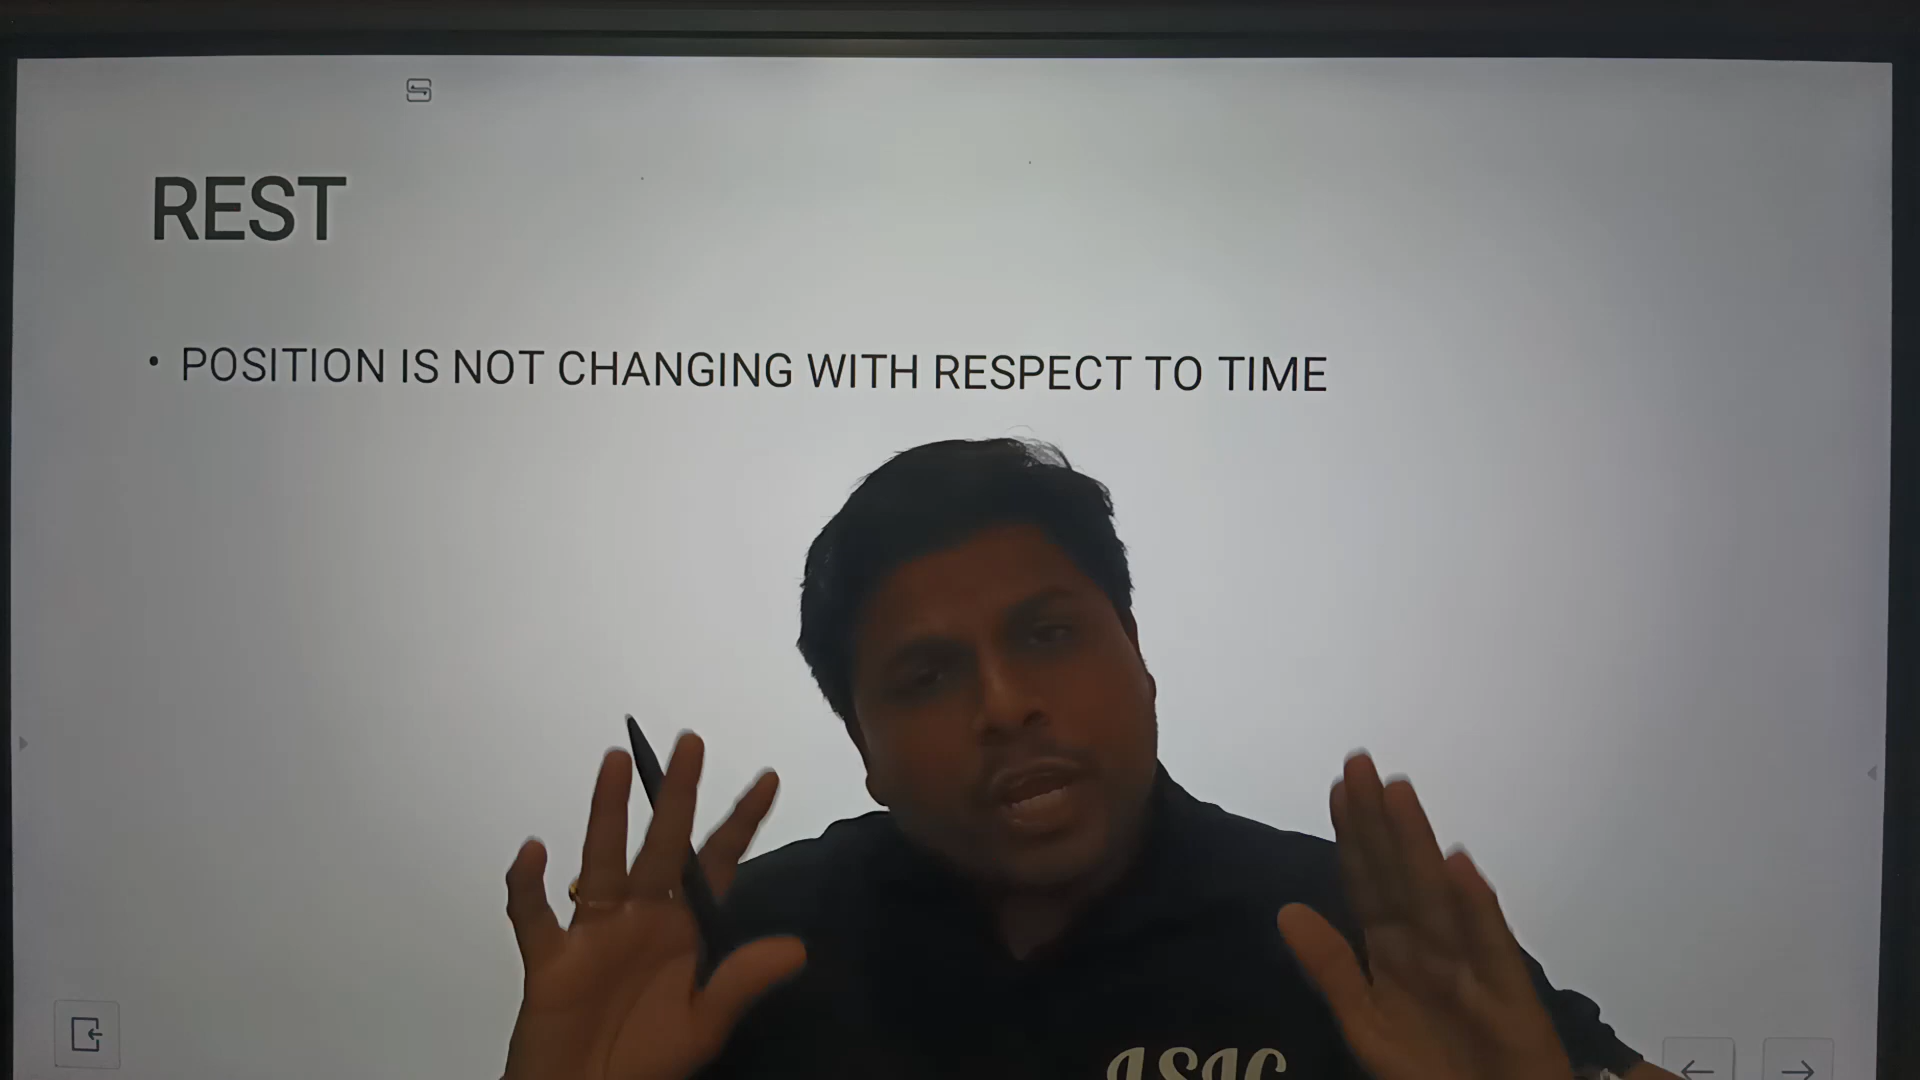 REST
• POSITION IS NOT CHANGING WITH RESPECT TO TIME